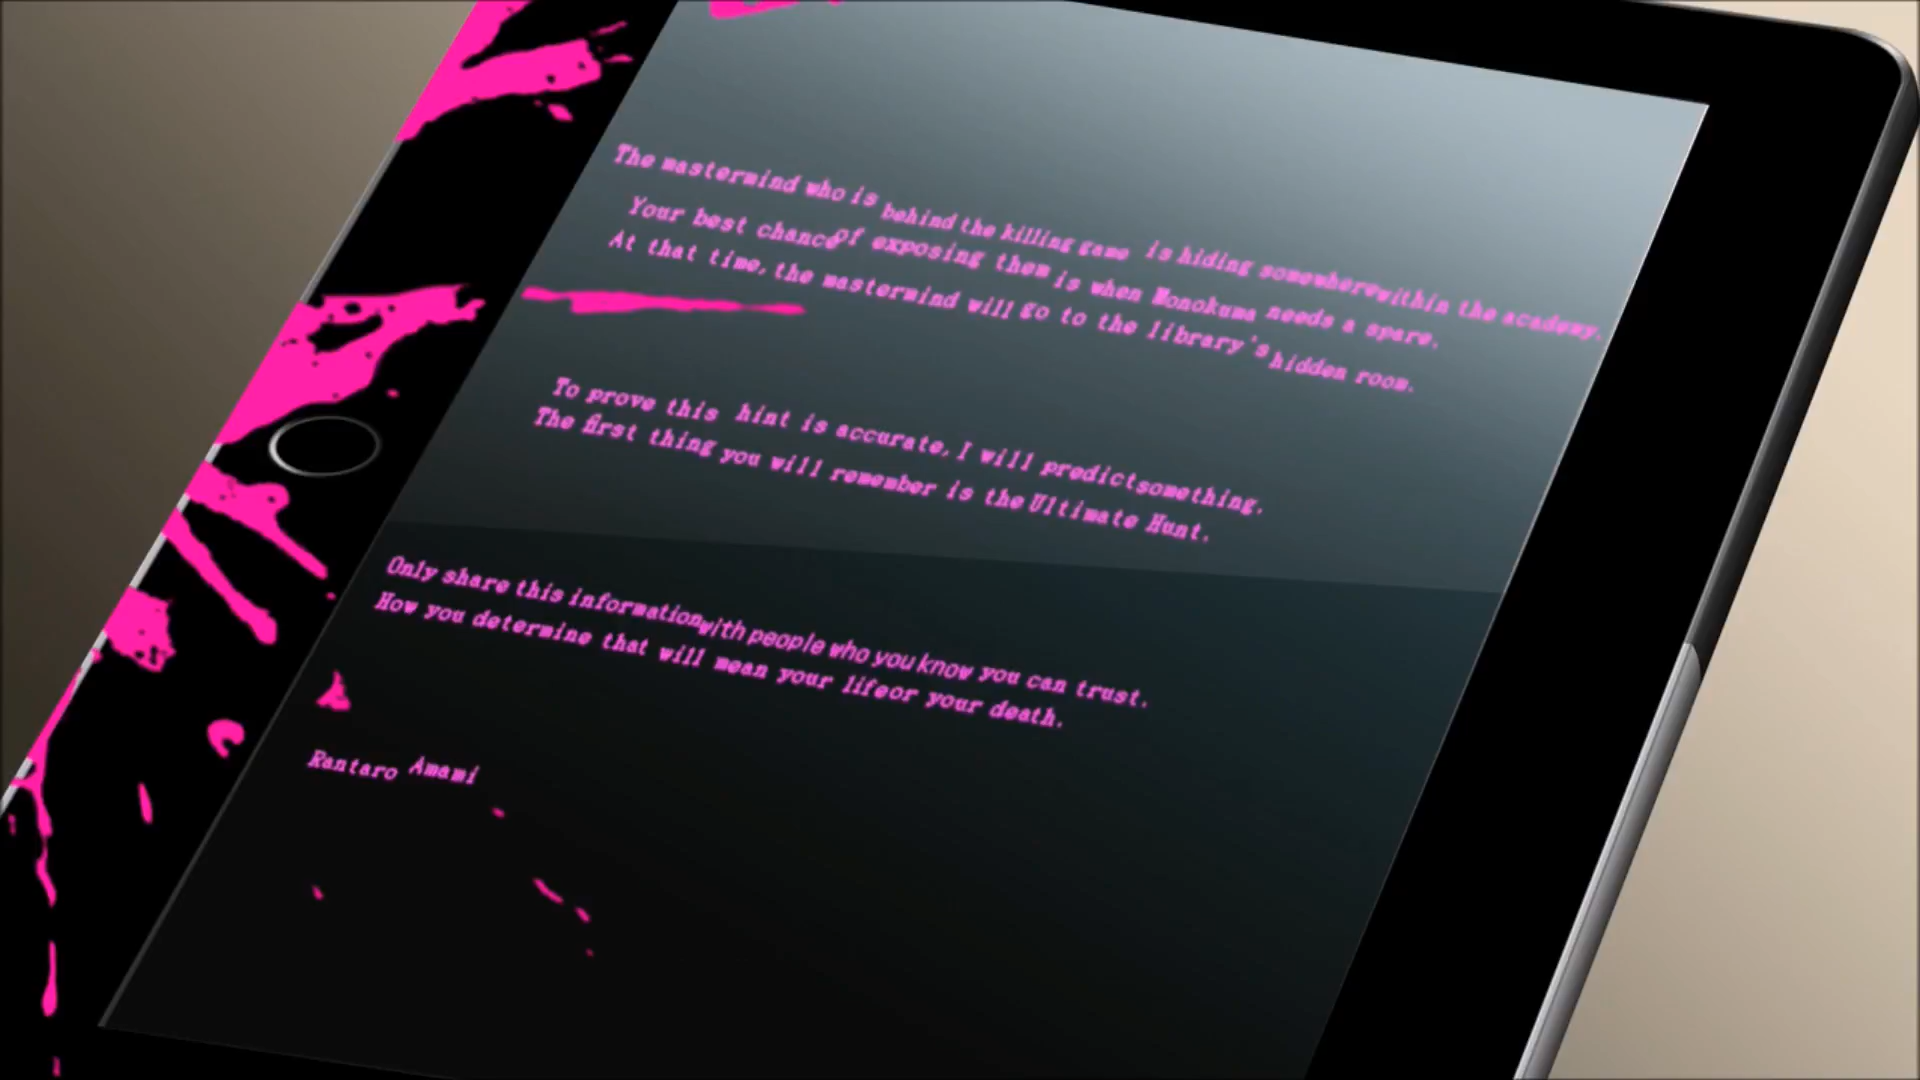 The mastermind who is behind the killing game is hiding somewhere within the academy.
Your best chance of exposing them is when Monokuma needs a spare.
At that time, the mastermind will go to the library's hidden room.
To prove this hint is accurate, I will predict something.
The first thing you will remember is the Ultimate Hunt.
Only share this information with people who you know you can trust.
How you determine that will mean your life or your death.
Rantaro Amami